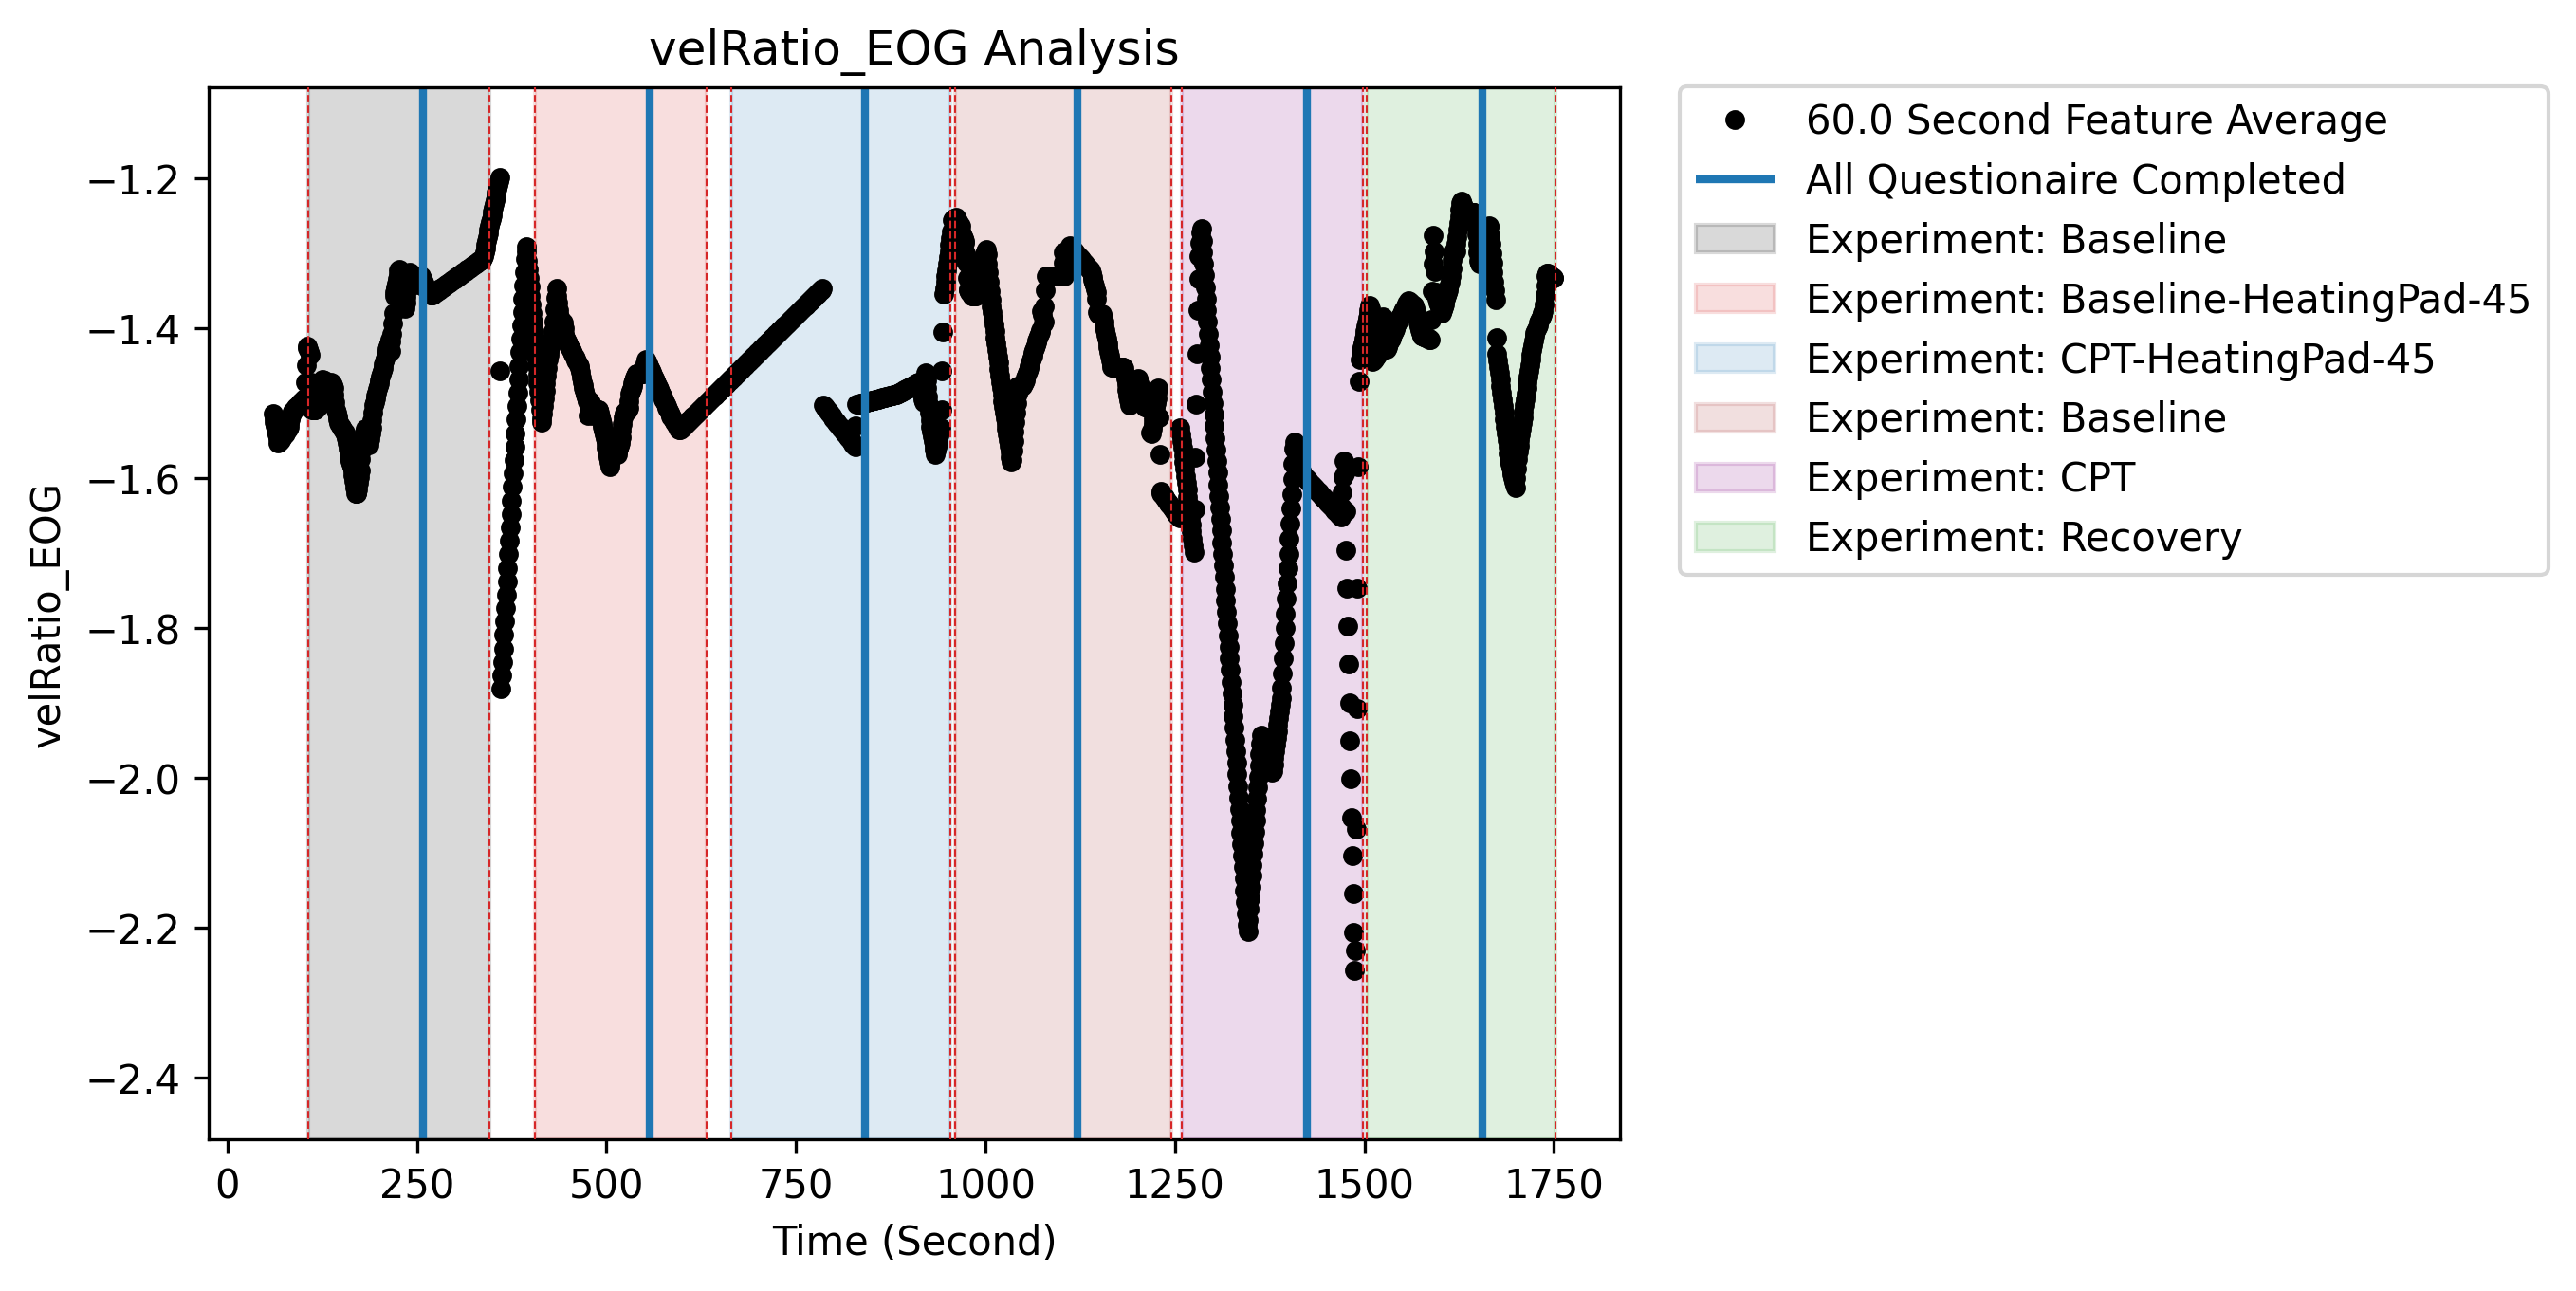 velRatio_EOG Analysis
velRatio_EOG
−1.2
−1.4
−1.6
−1.8
−2.0
−2.2
−2.4
0 250 500 750 1000 1250 1500 1750
Time (Second)
60.0 Second Feature Average
All Questionaire Completed
Experiment: Baseline
Experiment: Baseline-HeatingPad-45
Experiment: CPT-HeatingPad-45
Experiment: Baseline
Experiment: CPT
Experiment: Recovery